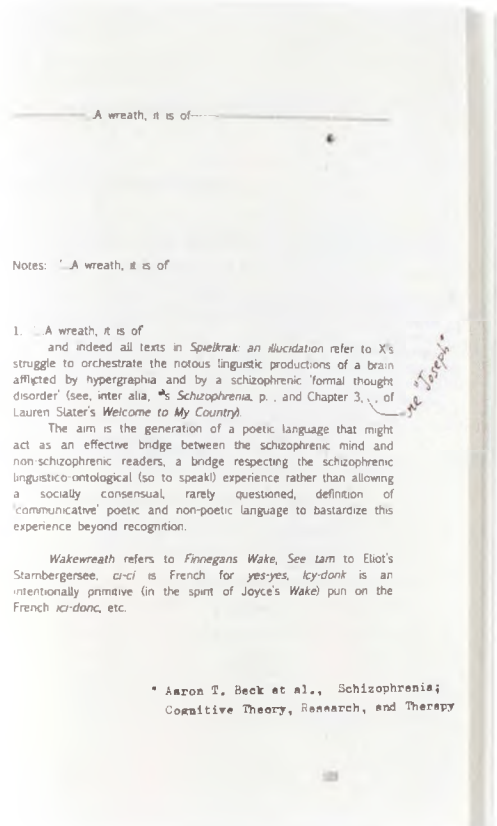 A wreath, it is of
Notes: '...A wreath, it is of
1. ...A wreath, it is of
and indeed all texts in Spielkrak: an illucidation refer to X's
struggle to orchestrate the riotous linguistic productions of a brain
afflicted by hypergraphia and by a schizophrenic 'formal thought
disorder' (see, inter alia, *s Schizophrenia, p. , and Chapter 3, , of
Lauren Slater's Welcome to My Country).
re "Joseph"
The aim is the generation of a poetic language that might
act as an effective bridge between the schizophrenic mind and
non-schizophrenic readers, a bridge respecting the schizophrenic
linguistico-ontological (so to speak!) experience rather than allowing
a socially consensual, rarely questioned, definition of
'communicative' poetic and non-poetic language to bastardize this
experience beyond recognition.
Wakewreath refers to Finnegans Wake, See tarn to Eliot's
Starnbergersee, ci-ci is French for yes-yes, Icy-donk is an
intentionally primitive (in the spirit of Joyce's Wake) pun on the
French ici-donc, etc.
* Aaron T. Beck et al., Schizophrenia;
Cognitive Theory, Research, and Therapy